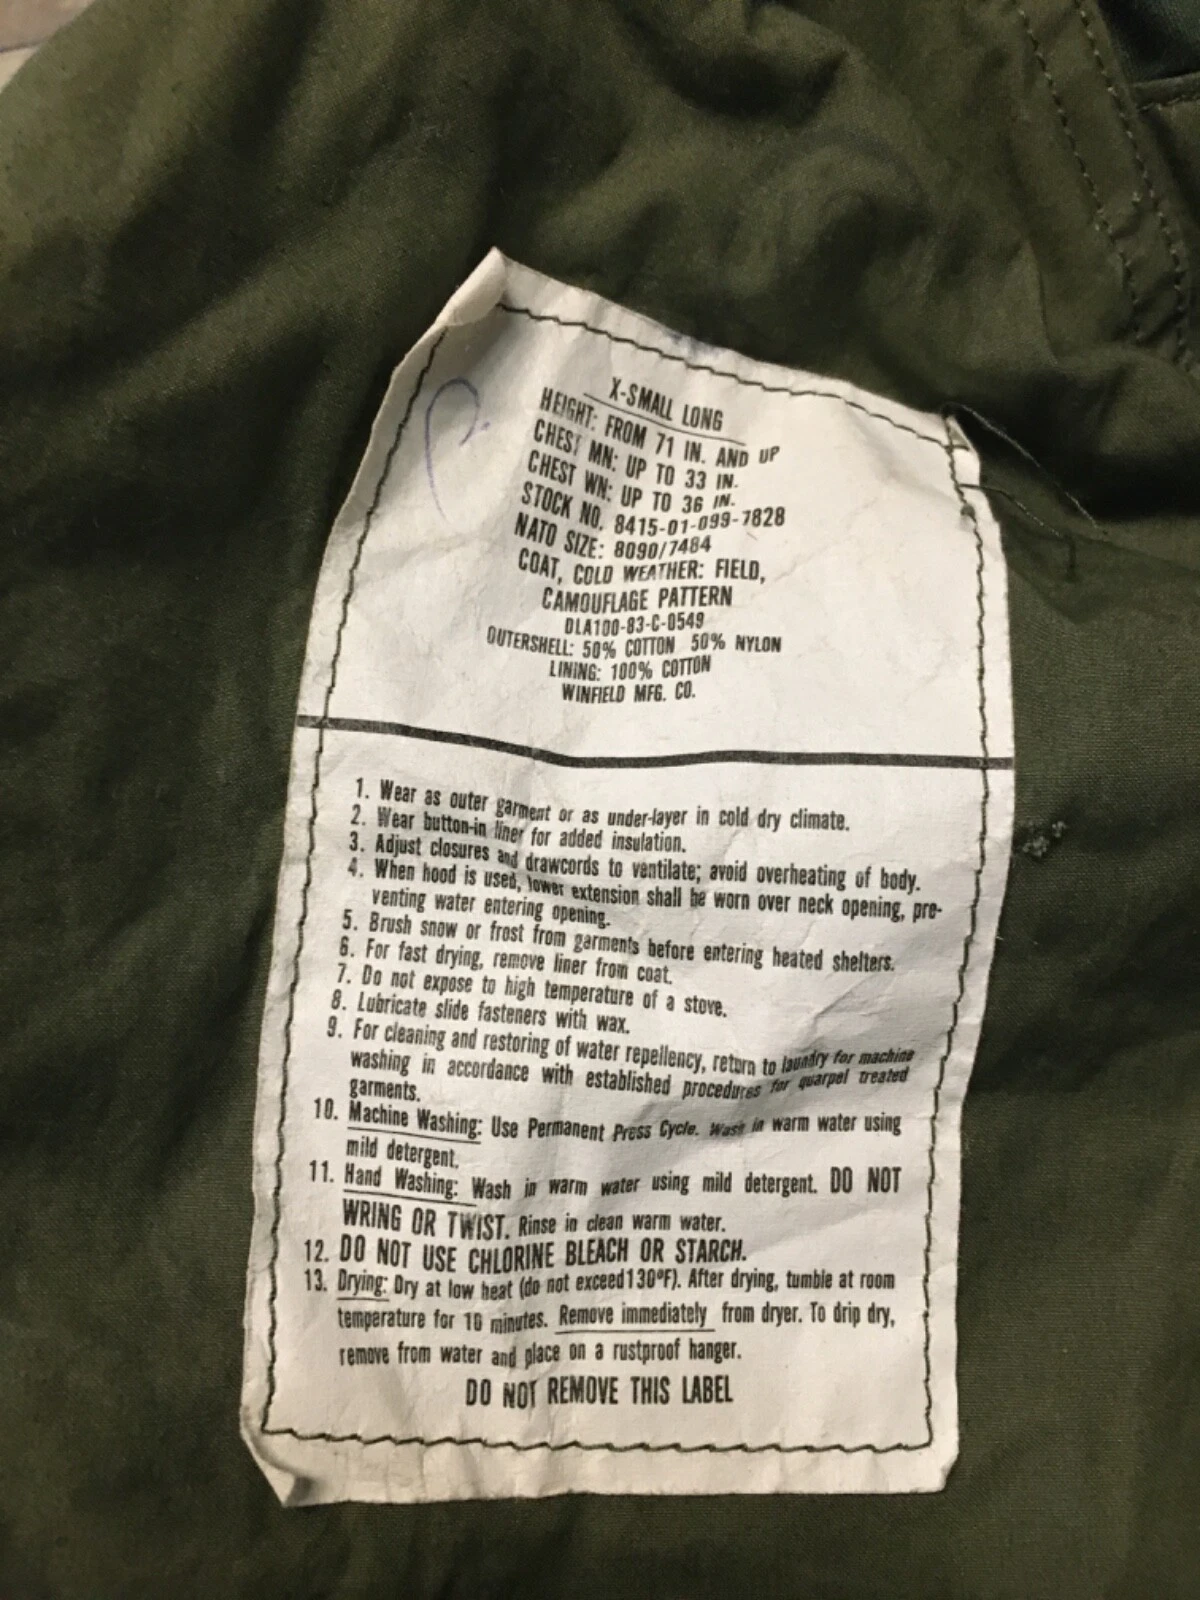 X-SMALL LONG
HEIGHT: FROM 71 IN. AND UP
CHEST MN: UP TO 33 IN.
CHEST WN: UP TO 36 IN.
STOCK NO. 8415-01-099-7828
NATO SIZE: 8090/7484
COAT, COLD WEATHER: FIELD,
CAMOUFLAGE PATTERN
DLA100-83-C-0549
OUTERSHELL: 50% COTTON 50% NYLON
LINING: 100% COTTON
WINFIELD MFG. CO.
1. Wear as outer garment or as under-layer in cold dry climate.
2. Wear button-in liner for added insulation.
3. Adjust closures and drawcords to ventilate; avoid overheating of body.
4. When hood is used, lower extension shall be worn over neck opening, pre-
venting water entering opening.
5. Brush snow or frost from garments before entering heated shelters.
6. For fast drying, remove liner from coat.
7. Do not expose to high temperature of a stove.
8. Lubricate slide fasteners with wax.
9. For cleaning and restoring of water repellency, return to laundry for machine
washing in accordance with established procedures for quarpel treated
garments.
10. Machine Washing: Use Permanent Press Cycle. Wash in warm water using
mild detergent.
11. Hand Washing: Wash in warm water using mild detergent. DO NOT
WRING OR TWIST. Rinse in clean warm water.
12. DO NOT USE CHLORINE BLEACH OR STARCH.
13. Drying: Dry at low heat (do not exceed130°F). After drying, tumble at room
temperature for 10 minutes. Remove immediately from dryer. To drip dry,
remove from water and place on a rustproof hanger.
DO NOT REMOVE THIS LABEL